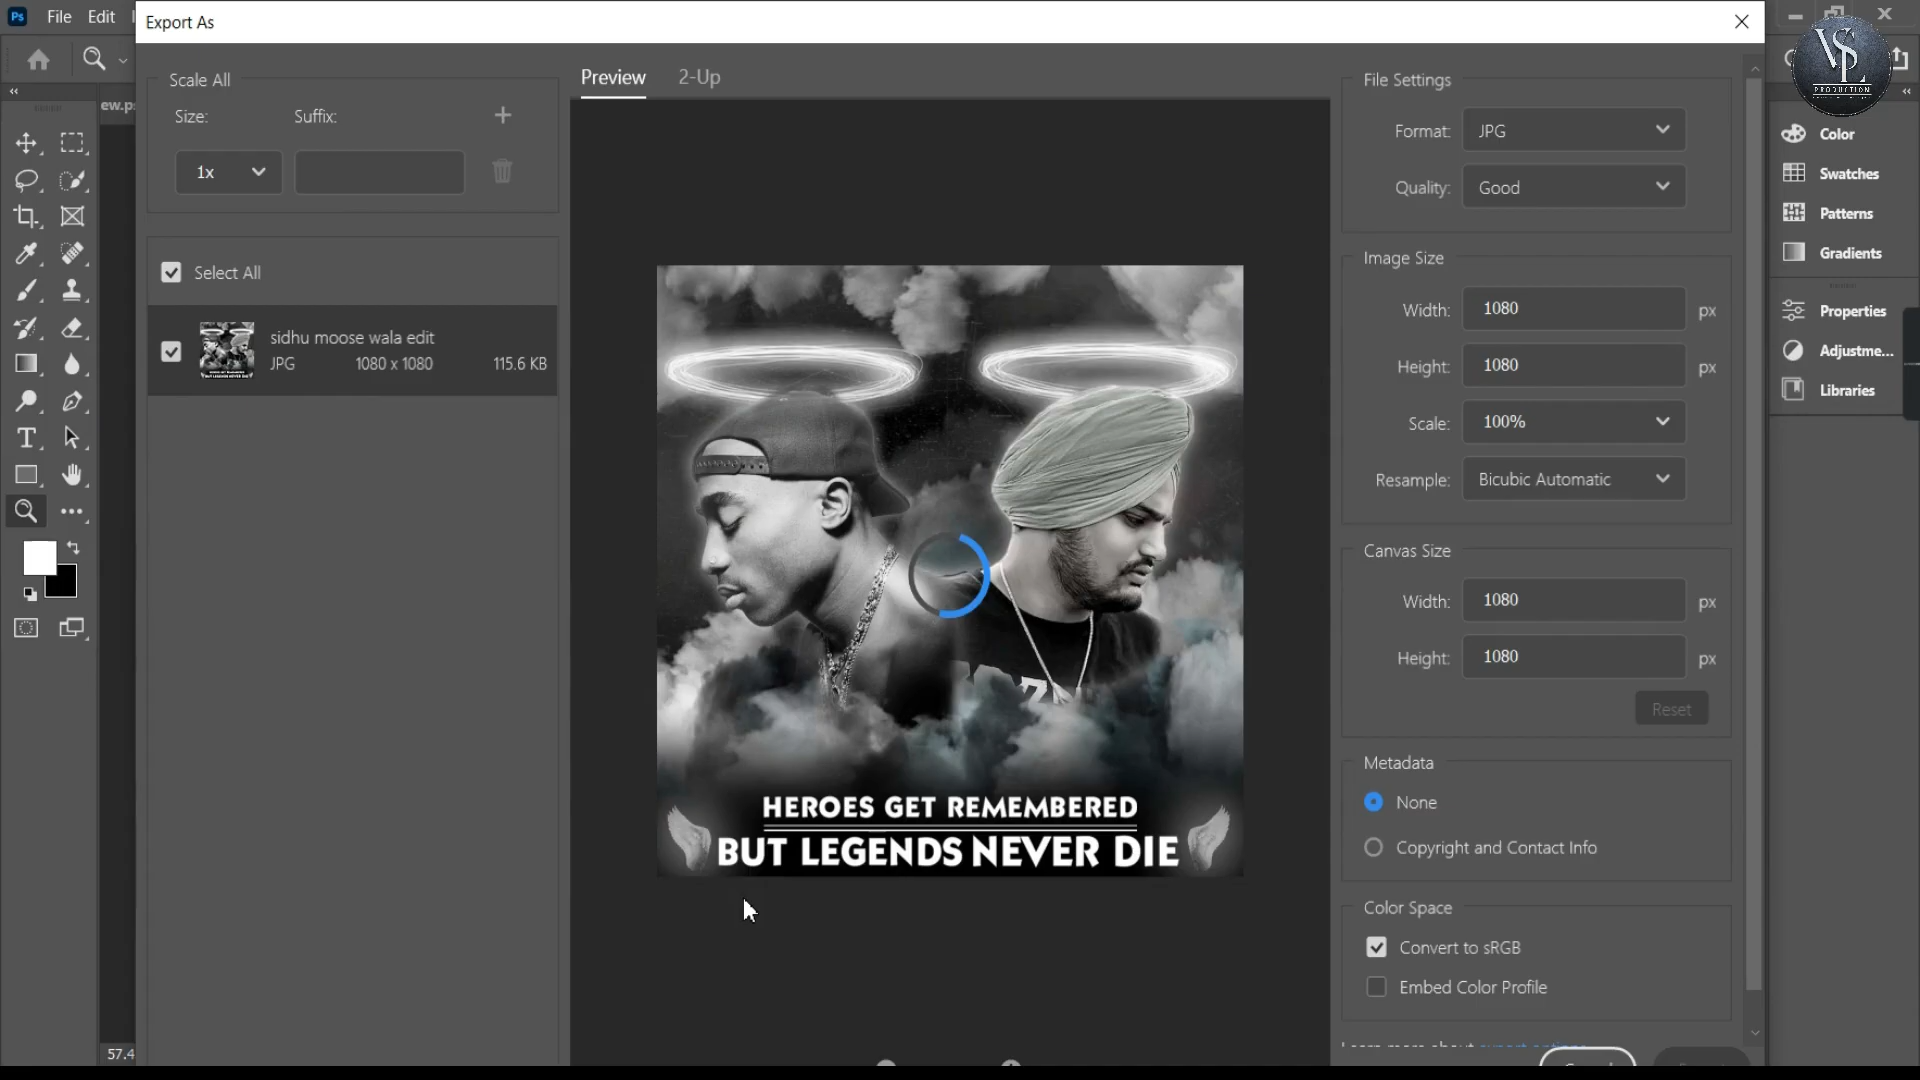 Ps File Edit
Export As
Scale All
Size: Suffix:
1x
Select All
sidhu moose wala edit
JPG 1080 x 1080 115.6 KB
Preview 2-Up
HEROES GET REMEMBERED
BUT LEGENDS NEVER DIE
File Settings
Format: JPG
Quality: Good
Image Size
Width: 1080 px
Height: 1080 px
Scale: 100%
Resample: Bicubic Automatic
Canvas Size
Width: 1080 px
Height: 1080 px
Reset
Metadata
None
Copyright and Contact Info
Color Space
Convert to sRGB
Embed Color Profile
VSL
PRODUCTION
Color
Swatches
Patterns
Gradients
Properties
Adjustme...
Libraries
ew.ps
57.4